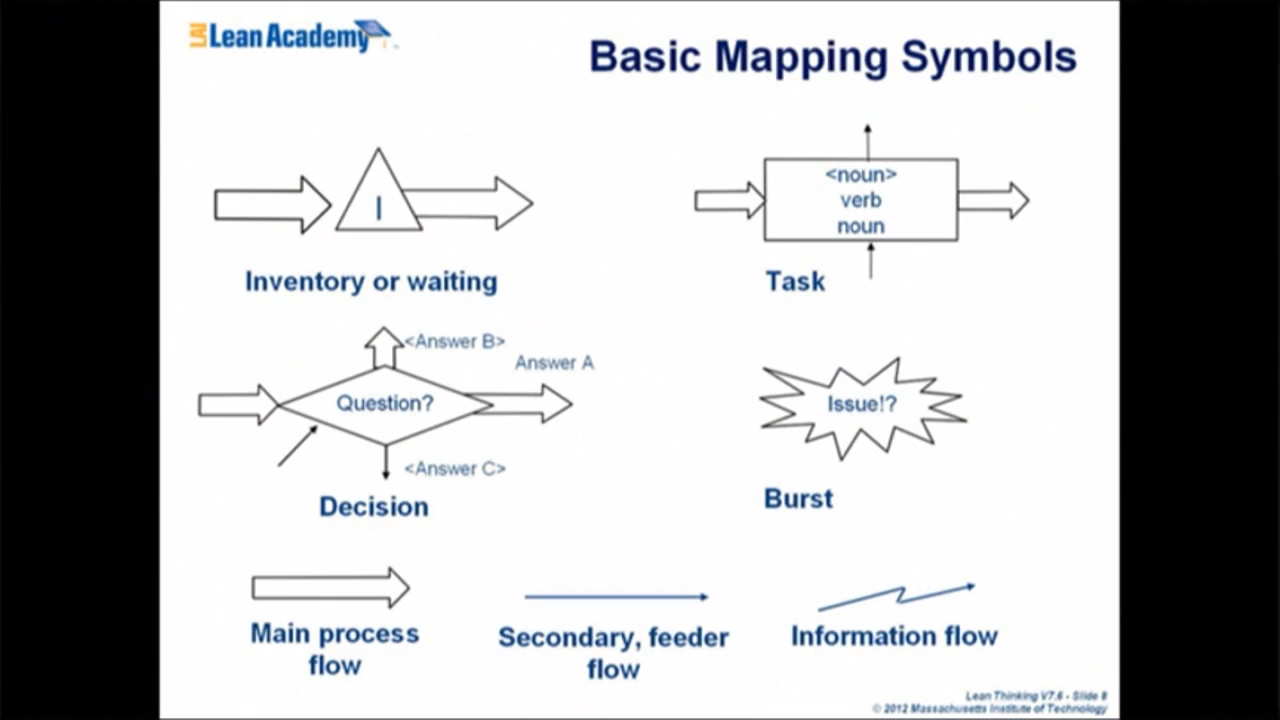 LAI Lean Academy
Basic Mapping Symbols
I
Inventory or waiting
<noun>
verb
noun
Task
<Answer B>
Answer A
Question?
<Answer C>
Decision
Issue!?
Burst
Main process
flow
Secondary, feeder
flow
Information flow
Lean Thinking V7.6 - Slide 8
© 2012 Massachusetts Institute of Technology